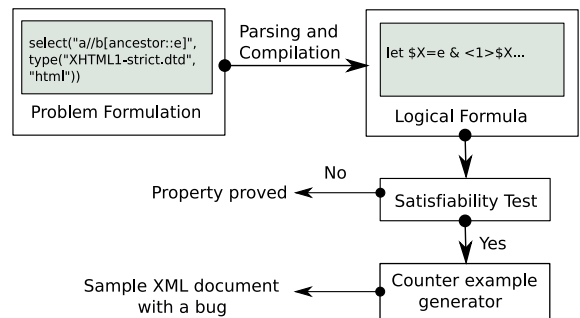 select("a//b[ancestor::e]",
type("XHTML1-strict.dtd",
"html"))
Problem Formulation
Parsing and
Compilation
let $X=e & <1>$X...
Logical Formula
Satisfiability Test
No
Property proved
Yes
Counter example
generator
Sample XML document
with a bug